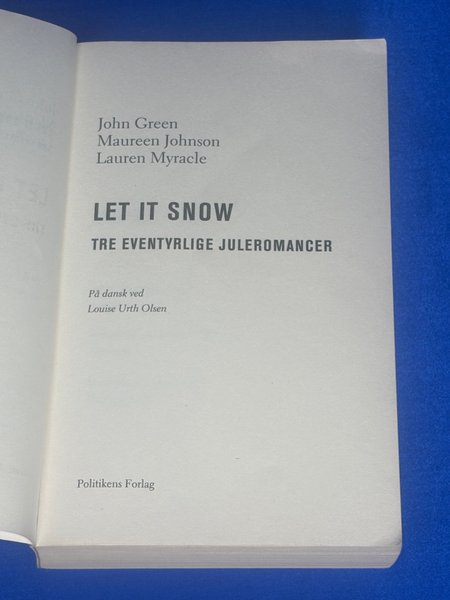 John Green
Maureen Johnson
Lauren Myracle
LET IT SNOW
TRE EVENTYRLIGE JULEROMANCER
På dansk ved
Louise Urth Olsen
Politikens Forlag